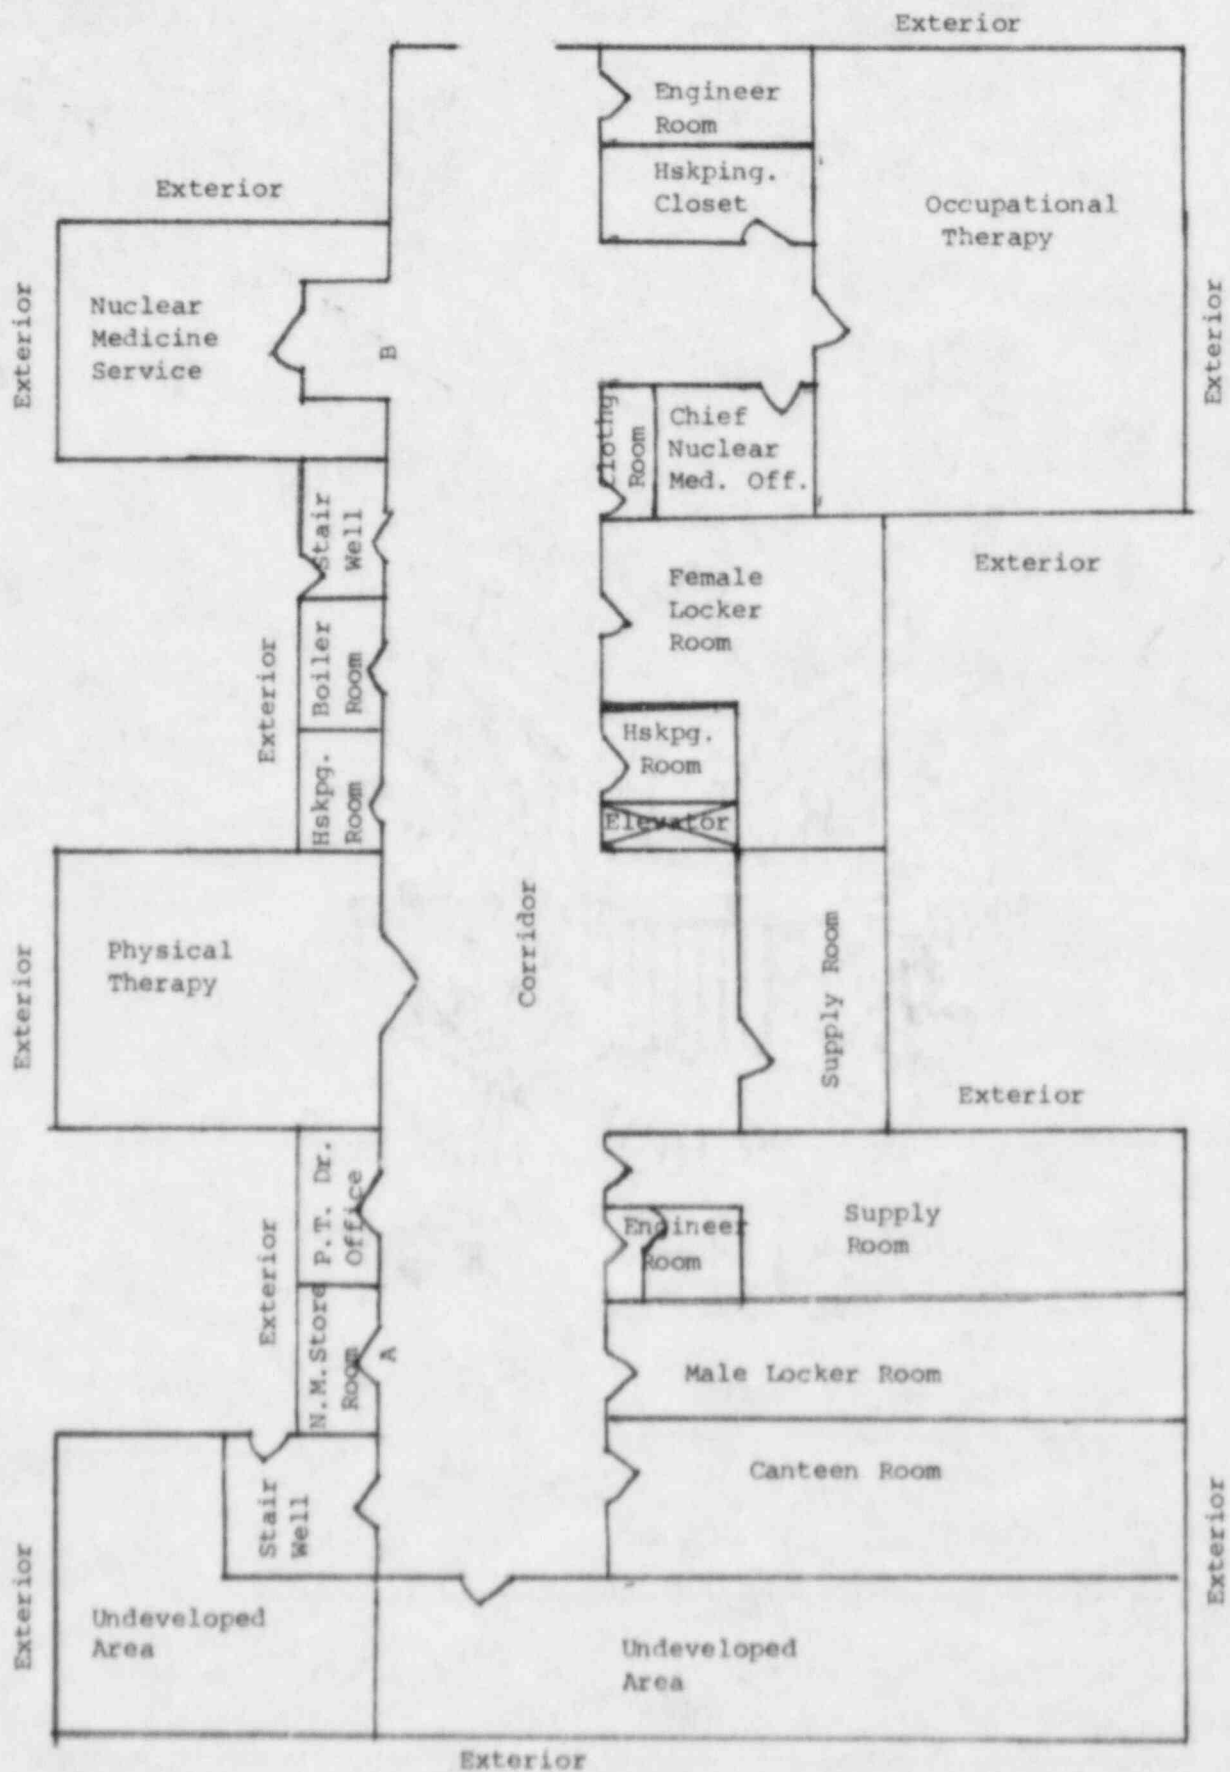 Exterior
Engineer
Room
Exterior
Hskping.
Closet
Occupational
Therapy
Exterior
Nuclear
Medicine
Service
B
Exterior
Clothg.
Room
Chief
Nuclear
Med. Off.
Stair
Well
Exterior
Female
Locker
Room
Exterior
Boiler
Room
Hskpg.
Room
Hskpg.
Room
Elevator
Exterior
Physical
Therapy
Corridor
Supply Room
Exterior
Exterior
P.T. Dr.
Office
Engineer
Room
Supply
Room
N.M.Store
Room
A
Male Locker Room
Canteen Room
Stair
Well
Exterior
Exterior
Undeveloped
Area
Undeveloped
Area
Exterior